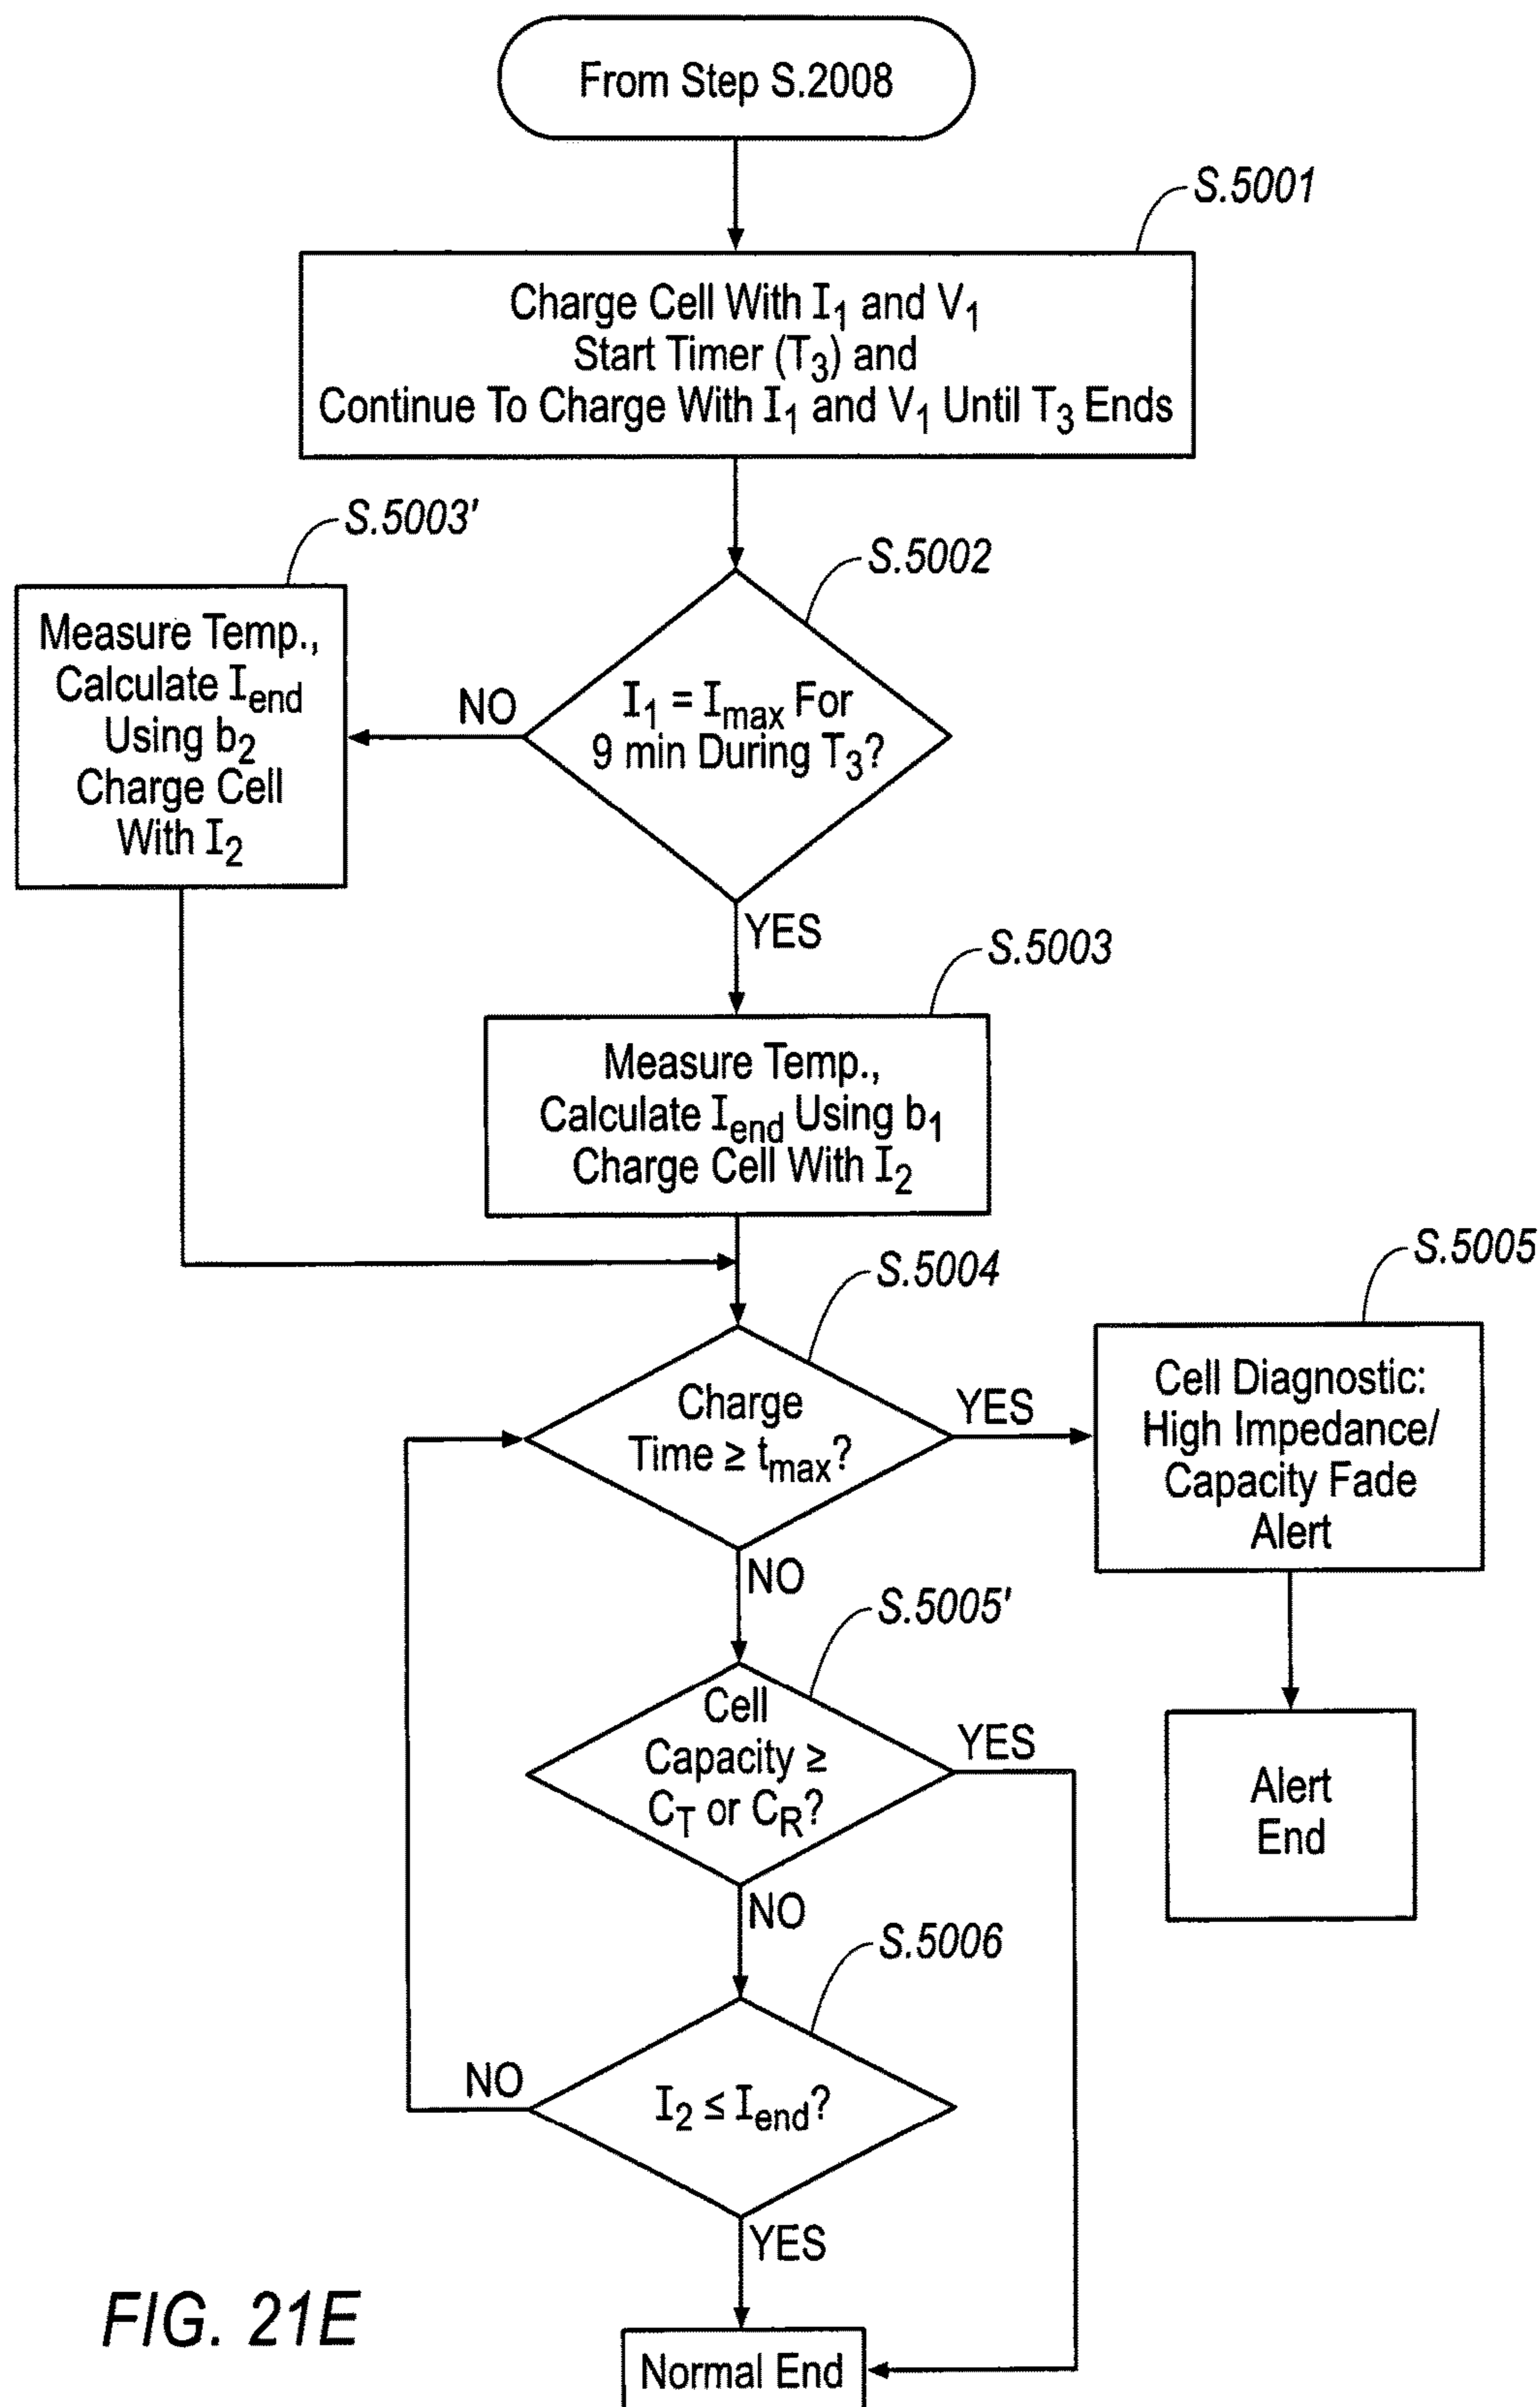 From Step S.2008
S.5001
Charge Cell With I₁ and V₁
Start Timer (T₃) and
Continue To Charge With I₁ and V₁ Until T₃ Ends
S.5003'
Measure Temp.,
Calculate Iend
Using b₂
Charge Cell
With I₂
S.5002
I₁ = Imax For
9 min During T₃?
NO
YES
S.5003
Measure Temp.,
Calculate Iend Using b₁
Charge Cell With I₂
S.5004
Charge
Time ≥ tmax?
YES
NO
S.5005
Cell Diagnostic:
High Impedance/
Capacity Fade
Alert
Alert
End
S.5005'
Cell
Capacity ≥
CT or CR?
YES
NO
S.5006
I₂ ≤ Iend?
NO
YES
Normal End
FIG. 21E